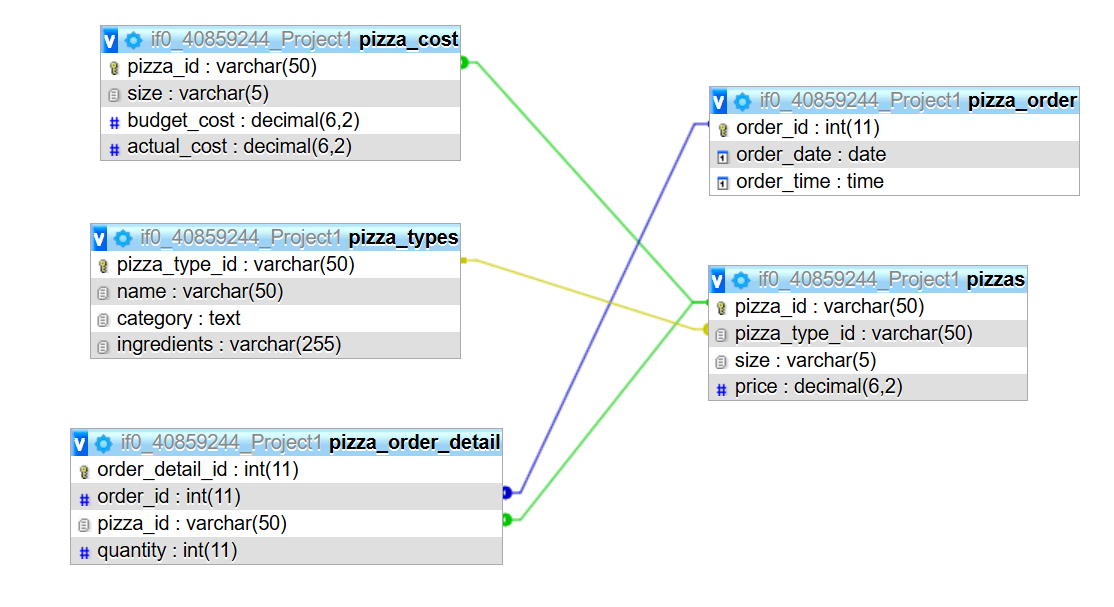 if0_40859244_Project1 pizza_cost
pizza_id : varchar(50)
size : varchar(5)
budget_cost : decimal(6,2)
actual_cost : decimal(6,2)
if0_40859244_Project1 pizza_types
pizza_type_id : varchar(50)
name : varchar(50)
category : text
ingredients : varchar(255)
if0_40859244_Project1 pizza_order_detail
order_detail_id : int(11)
order_id : int(11)
pizza_id : varchar(50)
quantity : int(11)
if0_40859244_Project1 pizza_order
order_id : int(11)
order_date : date
order_time : time
if0_40859244_Project1 pizzas
pizza_id : varchar(50)
pizza_type_id : varchar(50)
size : varchar(5)
price : decimal(6,2)